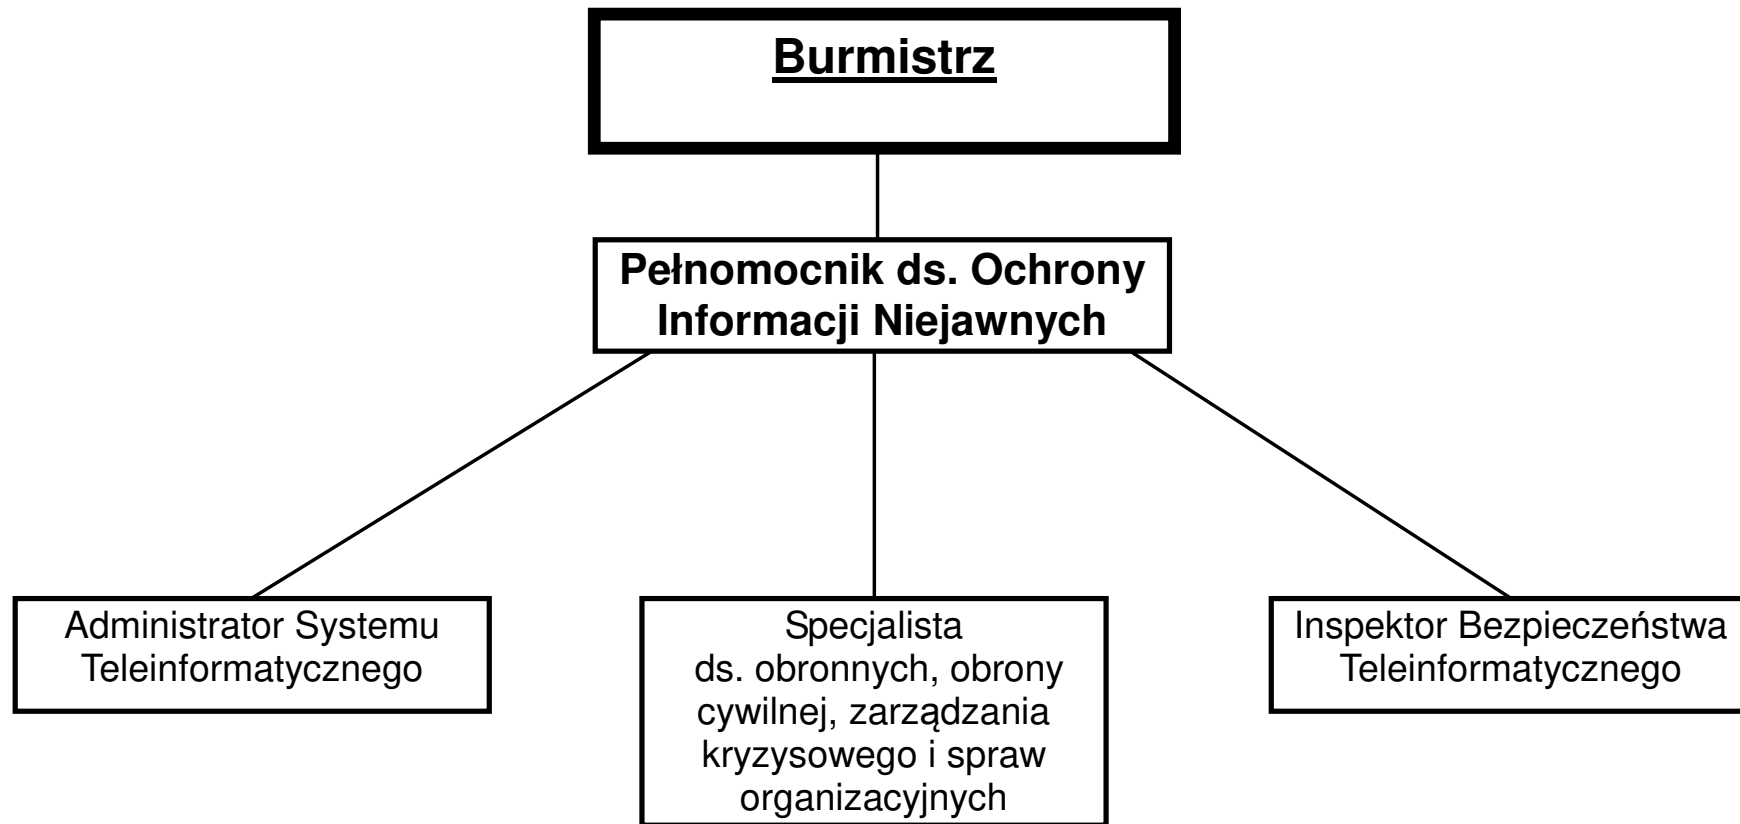 Burmistrz
Pełnomocnik ds. Ochrony
Informacji Niejawnych
Administrator Systemu
Teleinformatycznego
Specjalista
ds. obronnych, obrony
cywilnej, zarządzania
kryzysowego i spraw
organizacyjnych
Inspektor Bezpieczeństwa
Teleinformatycznego